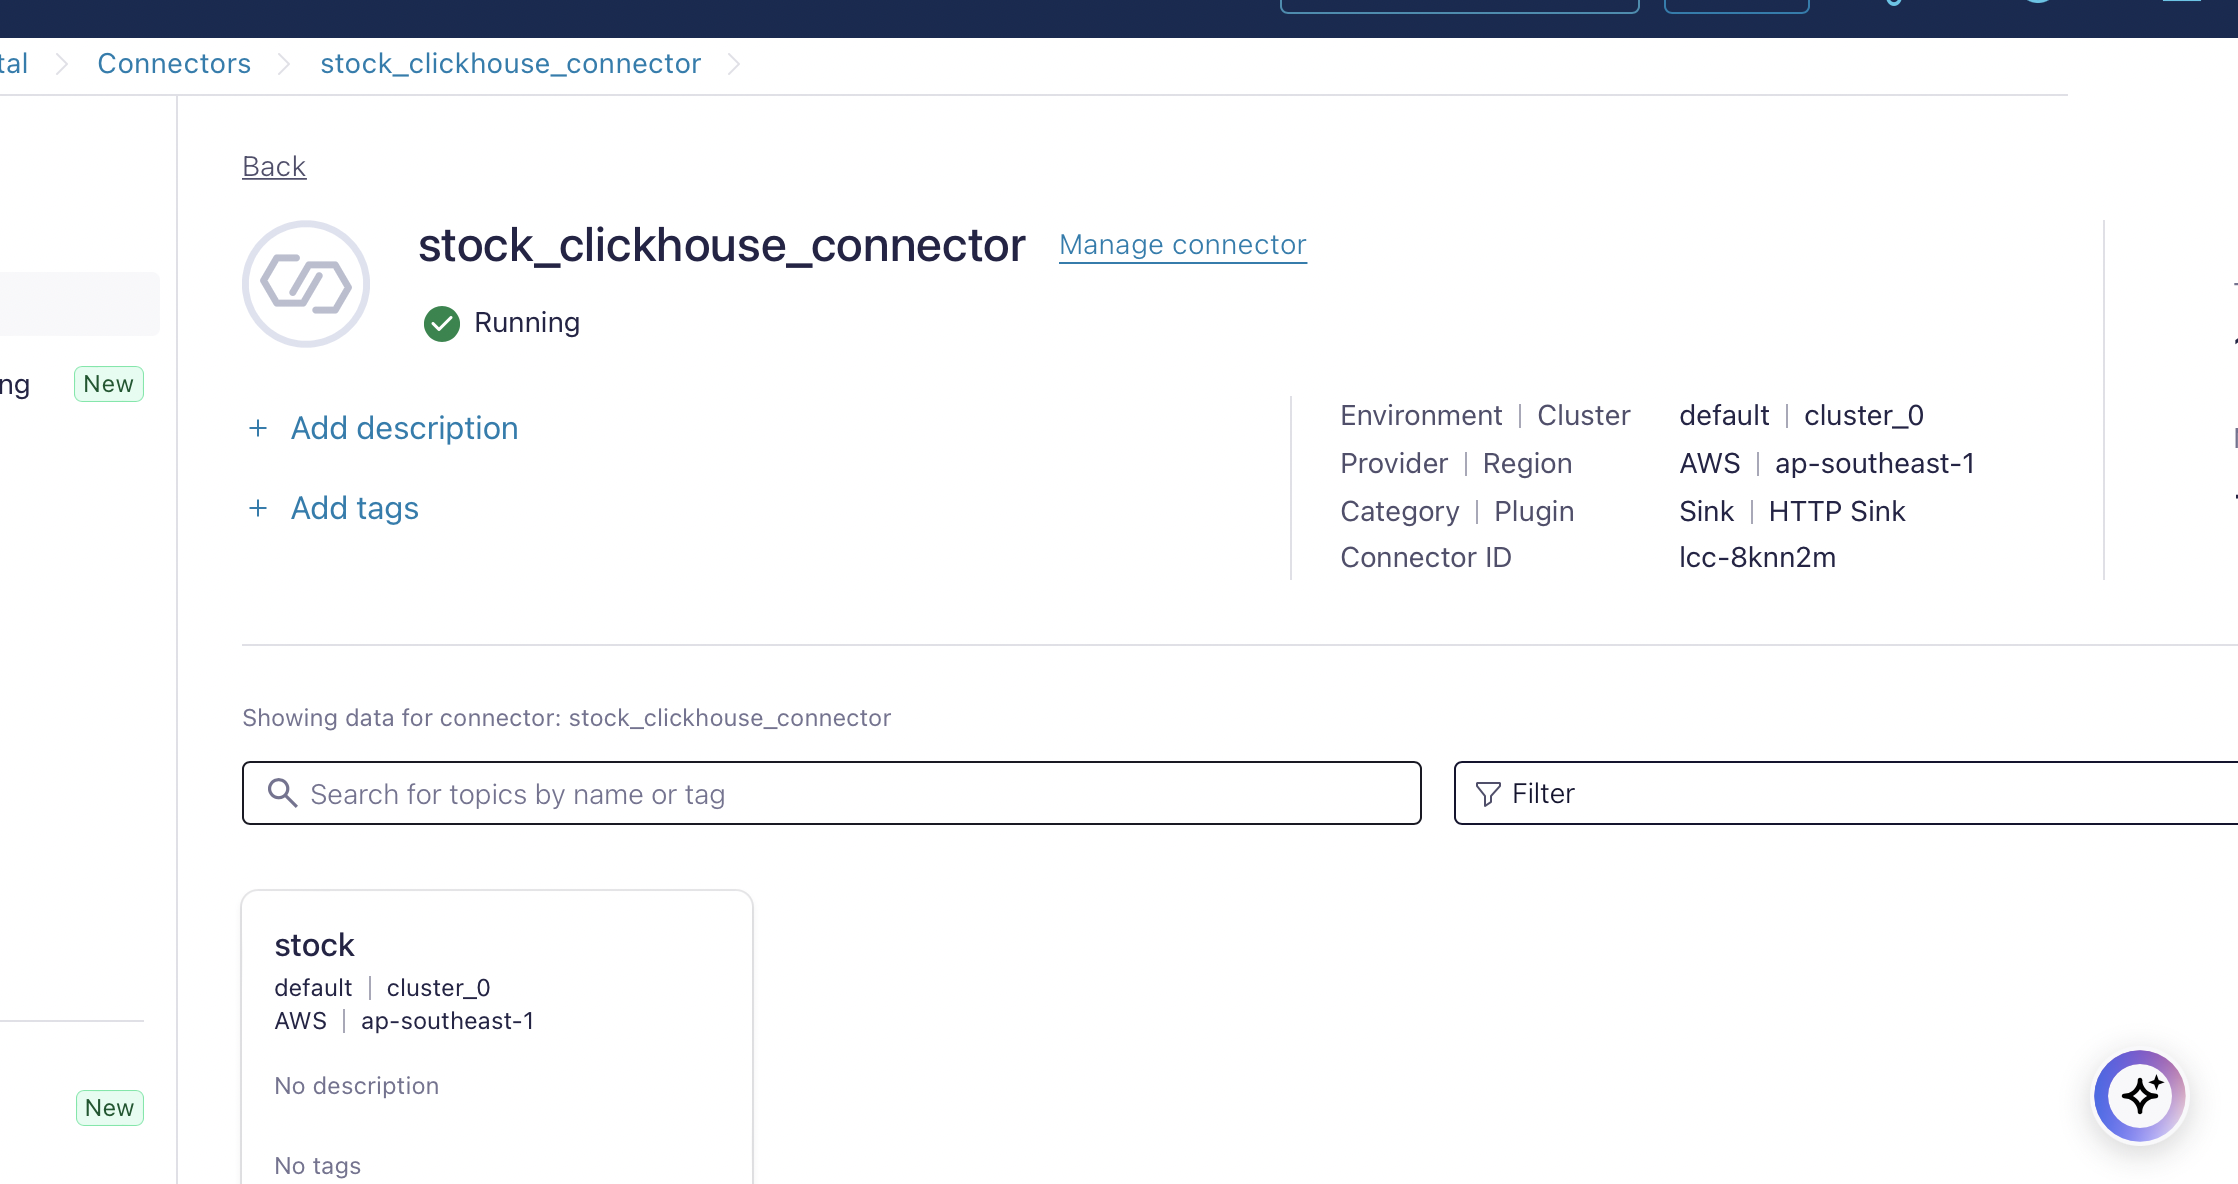 Connectors
stock_clickhouse_connector
Back
stock_clickhouse_connector
Manage connector
Running
ng
New
+ Add description
+ Add tags
Environment | Cluster default | cluster_0
Provider | Region AWS | ap-southeast-1
Category | Plugin Sink | HTTP Sink
Connector ID lcc-8knn2m
Showing data for connector: stock_clickhouse_connector
Search for topics by name or tag
Filter
stock
default | cluster_0
AWS | ap-southeast-1
No description
New
No tags